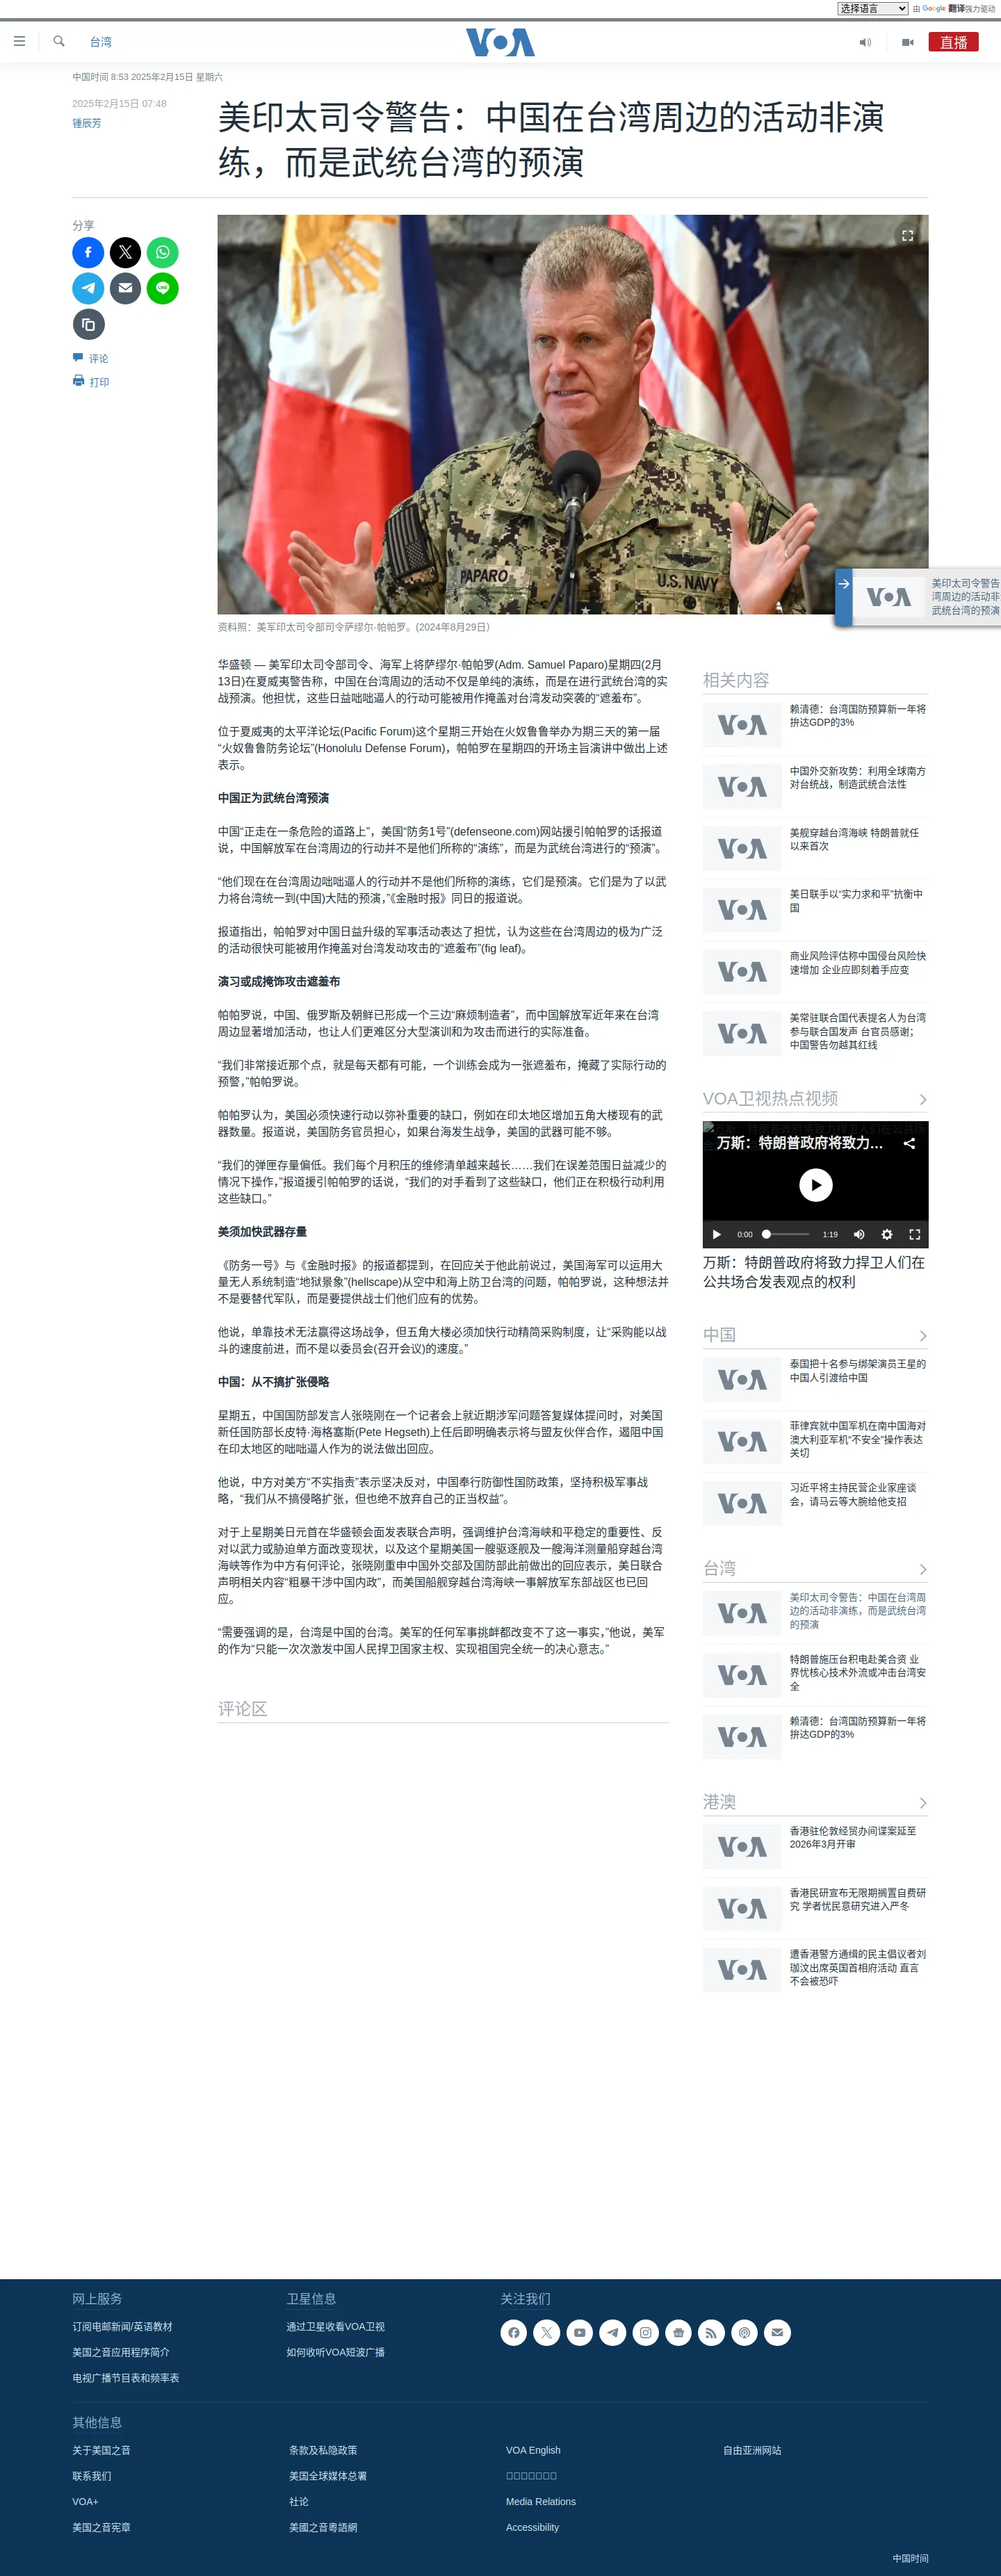 选择语言 由 Google 翻译强力驱动
台湾
VOA
直播
中国时间 8:53 2025年2月15日 星期六
2025年2月15日 07:48
锺辰芳
美印太司令警告：中国在台湾周边的活动非演
练，而是武统台湾的预演
分享
LINE
评论
打印
PAPARO
U.S. NAVY
VOA
美印太司令警告
湾周边的活动非
武统台湾的预演
资料照：美军印太司令部司令萨缪尔·帕帕罗。(2024年8月29日）
华盛顿 — 美军印太司令部司令、海军上将萨缪尔·帕帕罗(Adm. Samuel Paparo)星期四(2月
13日)在夏威夷警告称，中国在台湾周边的活动不仅是单纯的演练，而是在进行武统台湾的实
战预演。他担忧，这些日益咄咄逼人的行动可能被用作掩盖对台湾发动突袭的“遮羞布”。
位于夏威夷的太平洋论坛(Pacific Forum)这个星期三开始在火奴鲁鲁举办为期三天的第一届
“火奴鲁鲁防务论坛”(Honolulu Defense Forum)，帕帕罗在星期四的开场主旨演讲中做出上述
表示。
中国正为武统台湾预演
中国“正走在一条危险的道路上”，美国“防务1号”(defenseone.com)网站援引帕帕罗的话报道
说，中国解放军在台湾周边的行动并不是他们所称的“演练”，而是为武统台湾进行的“预演”。
“他们现在在台湾周边咄咄逼人的行动并不是他们所称的演练，它们是预演。它们是为了以武
力将台湾统一到(中国)大陆的预演，”《金融时报》同日的报道说。
报道指出，帕帕罗对中国日益升级的军事活动表达了担忧，认为这些在台湾周边的极为广泛
的活动很快可能被用作掩盖对台湾发动攻击的“遮羞布”(fig leaf)。
演习或成掩饰攻击遮羞布
帕帕罗说，中国、俄罗斯及朝鲜已形成一个三边“麻烦制造者”，而中国解放军近年来在台湾
周边显著增加活动，也让人们更难区分大型演训和为攻击而进行的实际准备。
“我们非常接近那个点，就是每天都有可能，一个训练会成为一张遮羞布，掩藏了实际行动的
预警，”帕帕罗说。
帕帕罗认为，美国必须快速行动以弥补重要的缺口，例如在印太地区增加五角大楼现有的武
器数量。报道说，美国防务官员担心，如果台海发生战争，美国的武器可能不够。
“我们的弹匣存量偏低。我们每个月积压的维修清单越来越长……我们在误差范围日益减少的
情况下操作，”报道援引帕帕罗的话说，“我们的对手看到了这些缺口，他们正在积极行动利用
这些缺口。”
美须加快武器存量
《防务一号》与《金融时报》的报道都提到，在回应关于他此前说过，美国海军可以运用大
量无人系统制造“地狱景象”(hellscape)从空中和海上防卫台湾的问题，帕帕罗说，这种想法并
不是要替代军队，而是要提供战士们他们应有的优势。
他说，单靠技术无法赢得这场战争，但五角大楼必须加快行动精简采购制度，让“采购能以战
斗的速度前进，而不是以委员会(召开会议)的速度。”
中国：从不搞扩张侵略
星期五，中国国防部发言人张晓刚在一个记者会上就近期涉军问题答复媒体提问时，对美国
新任国防部长皮特·海格塞斯(Pete Hegseth)上任后即明确表示将与盟友伙伴合作，遏阻中国
在印太地区的咄咄逼人作为的说法做出回应。
他说，中方对美方“不实指责”表示坚决反对，中国奉行防御性国防政策，坚持积极军事战
略，“我们从不搞侵略扩张，但也绝不放弃自己的正当权益”。
对于上星期美日元首在华盛顿会面发表联合声明，强调维护台湾海峡和平稳定的重要性、反
对以武力或胁迫单方面改变现状，以及这个星期美国一艘驱逐舰及一艘海洋测量船穿越台湾
海峡等作为中方有何评论，张晓刚重申中国外交部及国防部此前做出的回应表示，美日联合
声明相关内容“粗暴干涉中国内政”，而美国船舰穿越台湾海峡一事解放军东部战区也已回
应。
“需要强调的是，台湾是中国的台湾。美军的任何军事挑衅都改变不了这一事实，”他说，美军
的作为“只能一次次激发中国人民捍卫国家主权、实现祖国完全统一的决心意志。”
评论区
相关内容
VOA
赖清德：台湾国防预算新一年将
拚达GDP的3%
VOA
中国外交新攻势：利用全球南方
对台统战，制造武统合法性
VOA
美舰穿越台湾海峡 特朗普就任
以来首次
VOA
美日联手以“实力求和平”抗衡中
国
VOA
商业风险评估称中国侵台风险快
速增加 企业应即刻着手应变
VOA
美常驻联合国代表提名人为台湾
参与联合国发声 台官员感谢；
中国警告勿越其红线
VOA卫视热点视频
万斯：特朗普政府将致力...
0:00
1:19
万斯：特朗普政府将致力捍卫人们在
公共场合发表观点的权利
中国
VOA
泰国把十名参与绑架演员王星的
中国人引渡给中国
VOA
菲律宾就中国军机在南中国海对
澳大利亚军机“不安全”操作表达
关切
VOA
习近平将主持民营企业家座谈
会，请马云等大腕给他支招
台湾
VOA
美印太司令警告：中国在台湾周
边的活动非演练，而是武统台湾
的预演
VOA
特朗普施压台积电赴美合资 业
界忧核心技术外流或冲击台湾安
全
VOA
赖清德：台湾国防预算新一年将
拚达GDP的3%
港澳
VOA
香港驻伦敦经贸办间谍案延至
2026年3月开审
VOA
香港民研宣布无限期搁置自费研
究 学者忧民意研究进入严冬
VOA
遭香港警方通缉的民主倡议者刘
珈汶出席英国首相府活动 直言
不会被恐吓
网上服务
订阅电邮新闻/英语教材
美国之音应用程序简介
电视广播节目表和频率表
卫星信息
通过卫星收看VOA卫视
如何收听VOA短波广播
关注我们
其他信息
关于美国之音
联系我们
VOA+
美国之音宪章
条款及私隐政策
美国全球媒体总署
社论
美國之音粵語網
VOA English
Media Relations
Accessibility
自由亚洲网站
中国时间